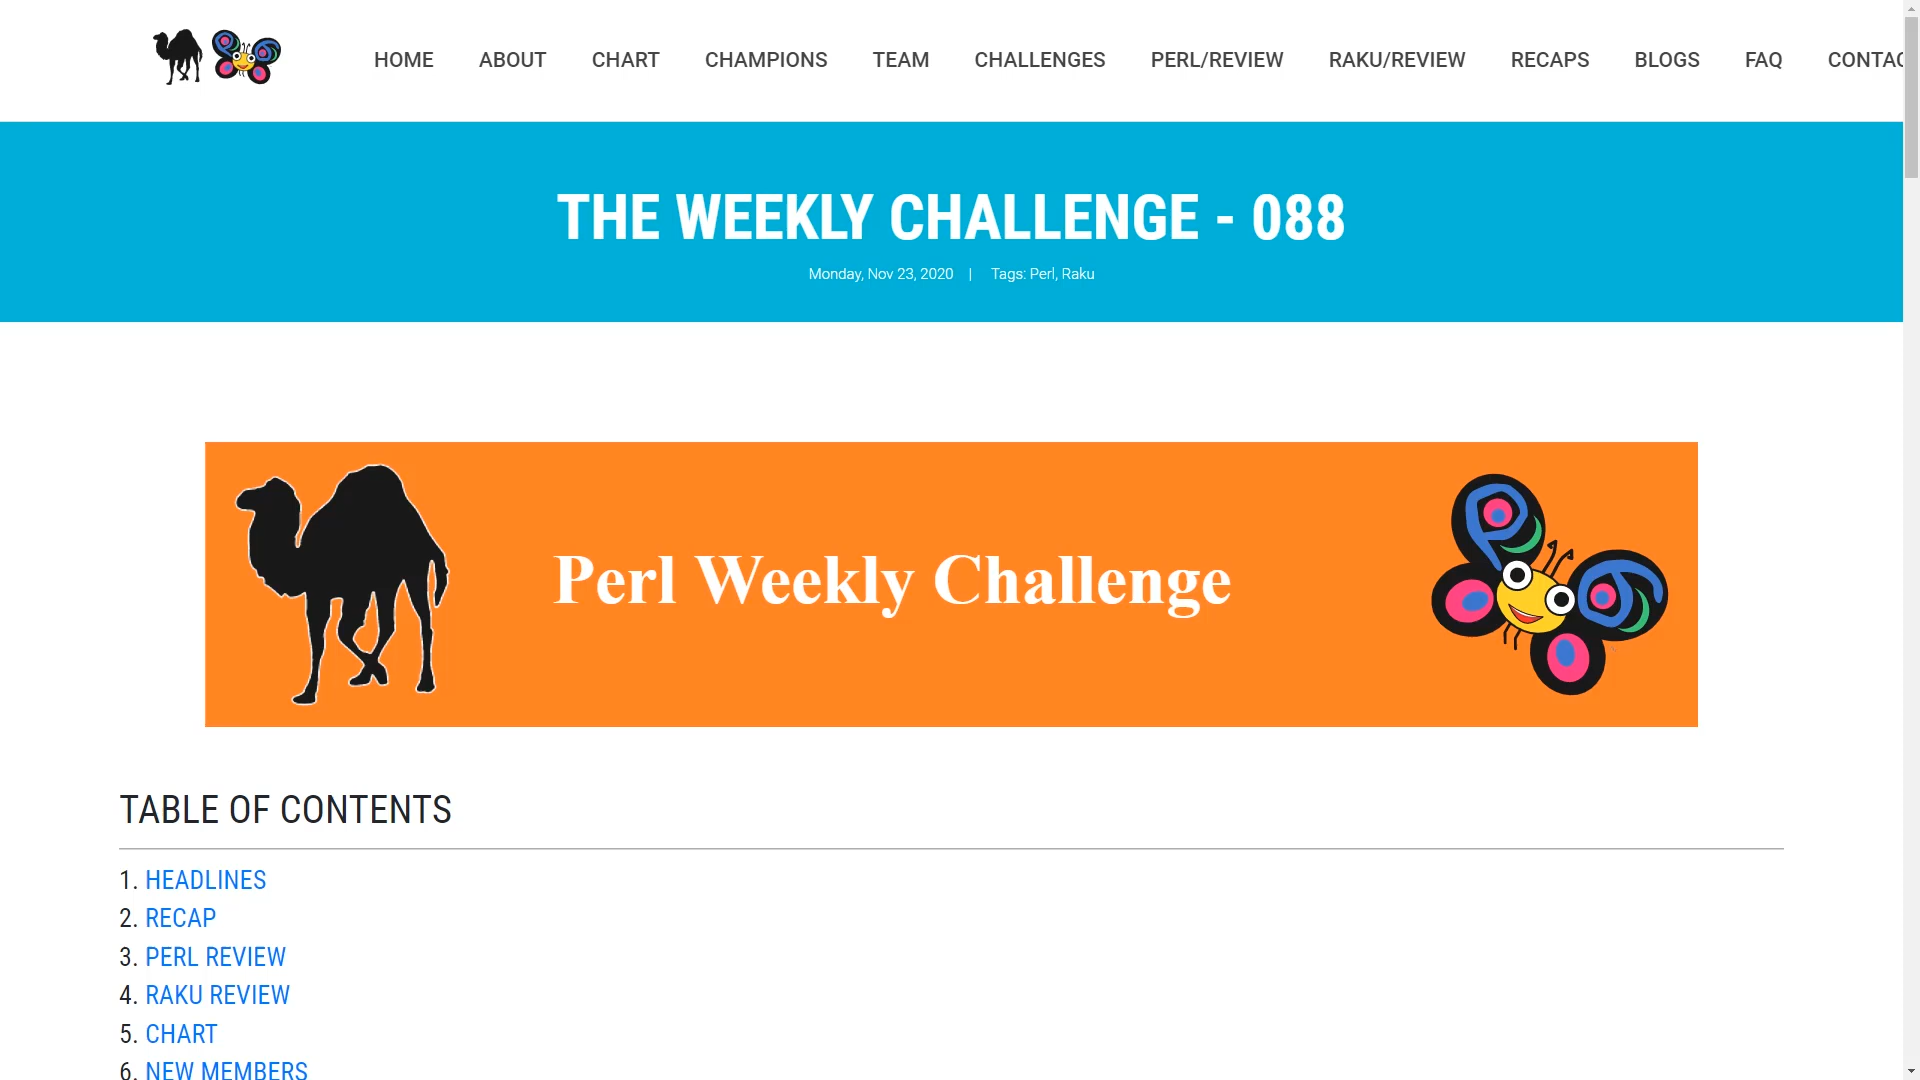 HOME ABOUT CHART CHAMPIONS TEAM CHALLENGES PERL/REVIEW RAKU/REVIEW RECAPS BLOGS FAQ CONTAC
THE WEEKLY CHALLENGE - 088
Monday, Nov 23, 2020 | Tags: Perl, Raku
Perl Weekly Challenge
TABLE OF CONTENTS
1. HEADLINES
2. RECAP
3. PERL REVIEW
4. RAKU REVIEW
5. CHART
6. NEW MEMBERS